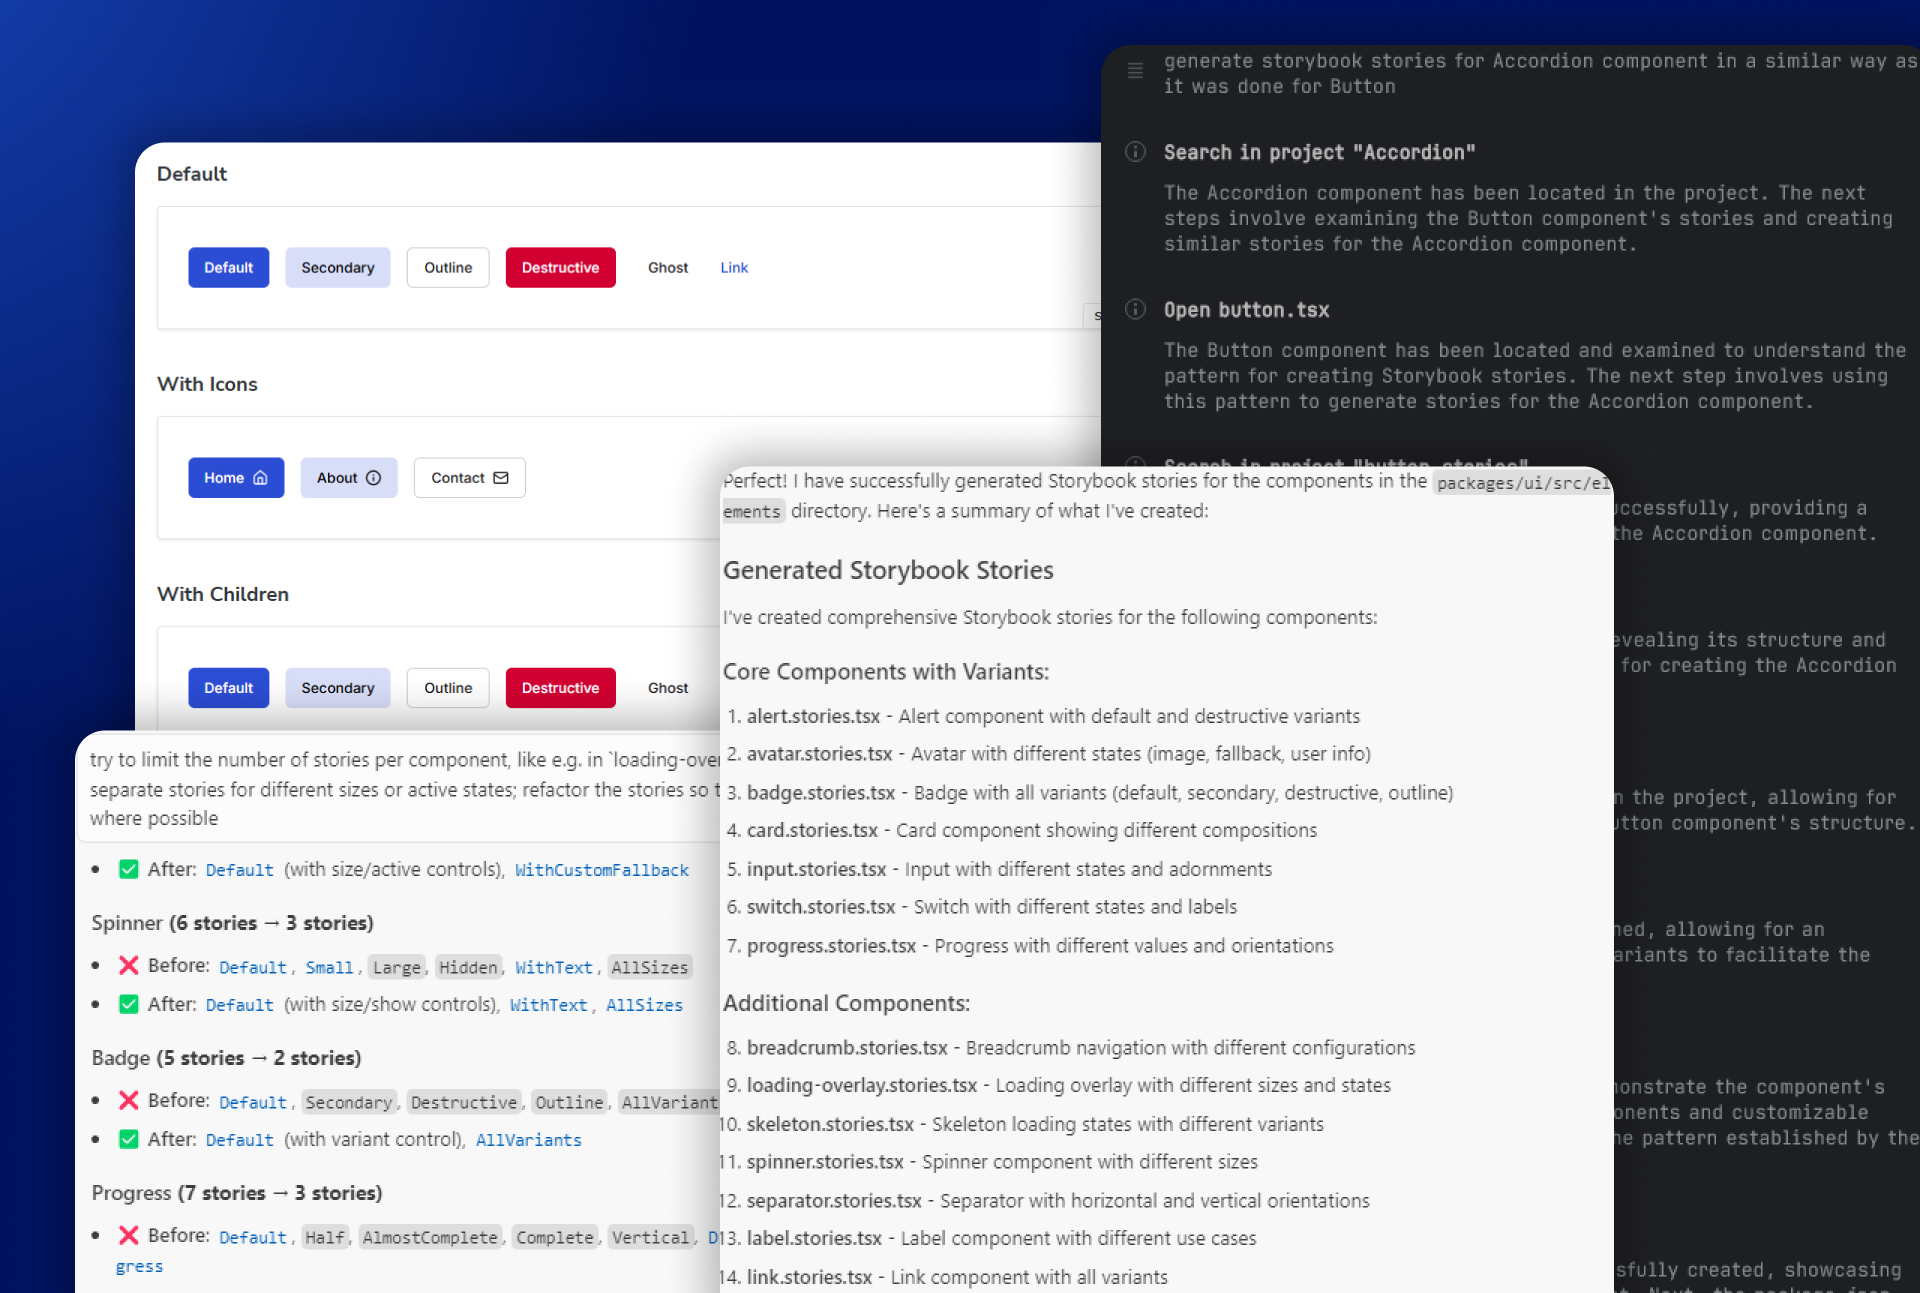 generate storybook stories for Accordion component in a similar way as
it was done for Button
Search in project "Accordion"
The Accordion component has been located in the project. The next
steps involve examining the Button component's stories and creating
similar stories for the Accordion component.
Open button.tsx
The Button component has been located and examined to understand the
pattern for creating Storybook stories. The next step involves using
this pattern to generate stories for the Accordion component.
Search in project "button.stories"
providing a
the Accordion component.
its structure and
for creating the Accordion
the project, allowing for
component's structure.
allowing for an
to facilitate the
the component's
and customizable
pattern established by the
created, showcasing
Default
Default Secondary Outline Destructive Ghost Link
With Icons
Home About Contact
With Children
Default Secondary Outline Destructive Ghost
Perfect! I have successfully generated Storybook stories for the components in the packages/ui/src/el
ements directory. Here's a summary of what I've created:
Generated Storybook Stories
I've created comprehensive Storybook stories for the following components:
Core Components with Variants:
1. alert.stories.tsx - Alert component with default and destructive variants
2. avatar.stories.tsx - Avatar with different states (image, fallback, user info)
3. badge.stories.tsx - Badge with all variants (default, secondary, destructive, outline)
4. card.stories.tsx - Card component showing different compositions
5. input.stories.tsx - Input with different states and adornments
6. switch.stories.tsx - Switch with different states and labels
7. progress.stories.tsx - Progress with different values and orientations
Additional Components:
8. breadcrumb.stories.tsx - Breadcrumb navigation with different configurations
9. loading-overlay.stories.tsx - Loading overlay with different sizes and states
10. skeleton.stories.tsx - Skeleton loading states with different variants
11. spinner.stories.tsx - Spinner component with different sizes
12. separator.stories.tsx - Separator with horizontal and vertical orientations
13. label.stories.tsx - Label component with different use cases
14. link.stories.tsx - Link component with all variants
try to limit the number of stories per component, like e.g. in `loading-over
separate stories for different sizes or active states; refactor the stories so t
where possible
• ✅ After: Default (with size/active controls), WithCustomFallback
Spinner (6 stories → 3 stories)
• ❌ Before: Default, Small, Large, Hidden, WithText, AllSizes
• ✅ After: Default (with size/show controls), WithText, AllSizes
Badge (5 stories → 2 stories)
• ❌ Before: Default, Secondary, Destructive, Outline, AllVariant
• ✅ After: Default (with variant control), AllVariants
Progress (7 stories → 3 stories)
• ❌ Before: Default, Half, AlmostComplete, Complete, Vertical, D
gress